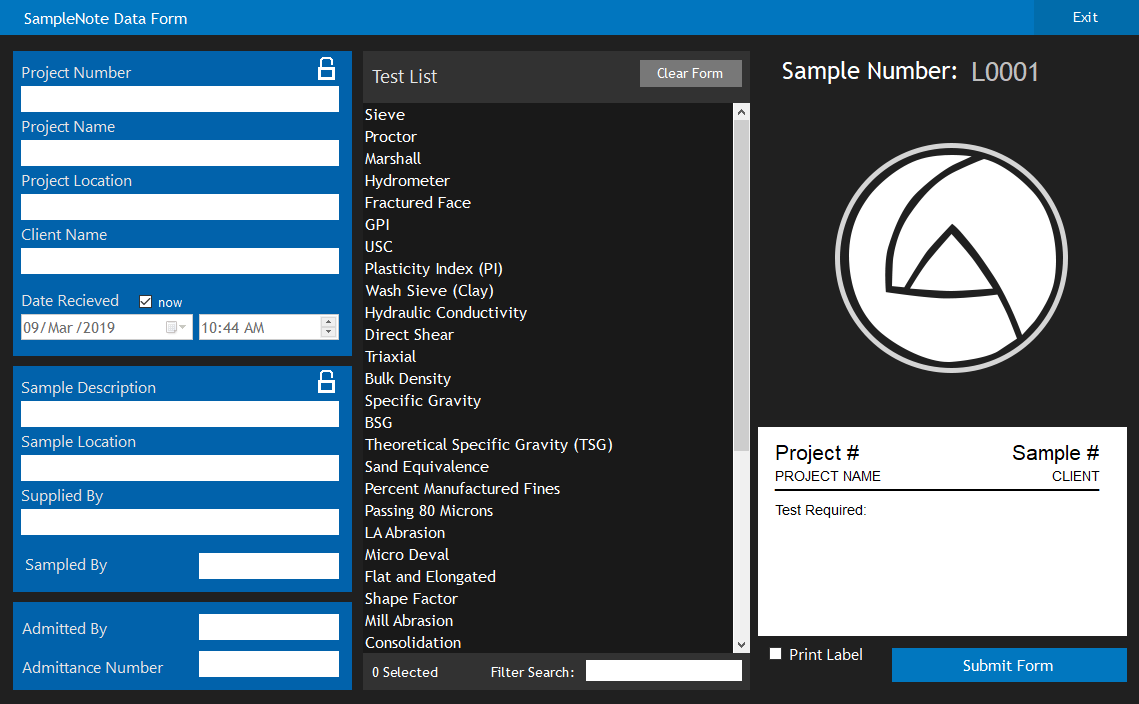 SampleNote Data Form
Exit
Project Number
Project Name
Project Location
Client Name
Date Recieved now
09/Mar /2019 10:44 AM
Sample Description
Sample Location
Supplied By
Sampled By
Admitted By
Admittance Number
Test List
Clear Form
Sieve
Proctor
Marshall
Hydrometer
Fractured Face
GPI
USC
Plasticity Index (PI)
Wash Sieve (Clay)
Hydraulic Conductivity
Direct Shear
Triaxial
Bulk Density
Specific Gravity
BSG
Theoretical Specific Gravity (TSG)
Sand Equivalence
Percent Manufactured Fines
Passing 80 Microns
LA Abrasion
Micro Deval
Flat and Elongated
Shape Factor
Mill Abrasion
Consolidation
0 Selected
Filter Search:
Sample Number: L0001
Project # Sample #
PROJECT NAME CLIENT
Test Required:
Print Label
Submit Form